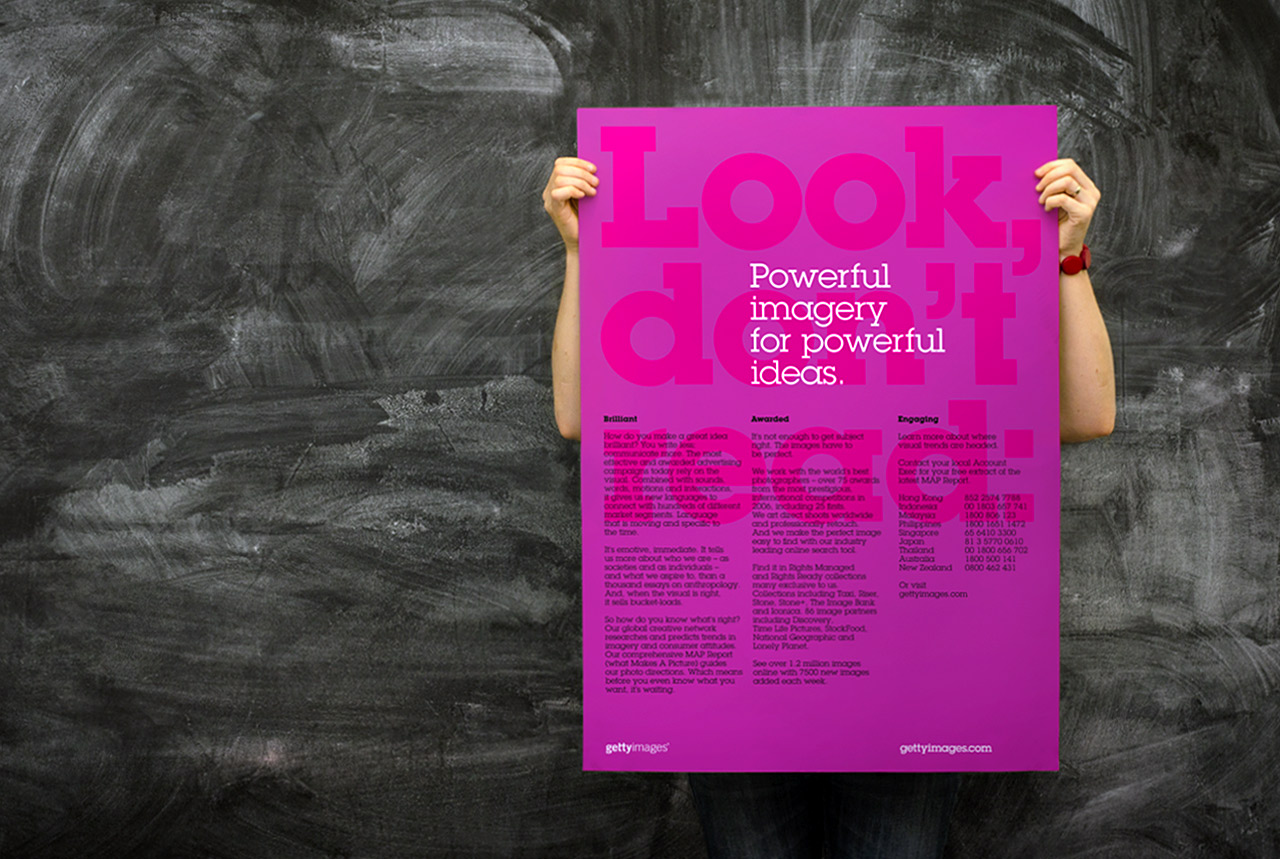 Look,
don't
read:
Powerful
imagery
for powerful
ideas.
Brilliant
How do you make a great idea
brilliant? You write less,
communicate more. The most
effective and awarded advertising
campaigns today rely on the
visual. Combined with sounds,
words, motions and interactions,
it gives us new languages to
connect with hundreds of different
market segments. Language
that is moving and specific to
the time.
It's emotive, immediate. It tells
us more about who we are – as
societies and as individuals –
and what we aspire to, than a
thousand essays on anthropology.
And, when the visual is right,
it sells bucket-loads.
So how do you know what's right?
Our global creative network
researches and predicts trends in
imagery and consumer attitudes.
Our comprehensive MAP Report
(what Makes A Picture) guides
our photo directions. Which means
before you even know what you
want, it's waiting.
Awarded
It's not enough to get subject
right. The images have to
be perfect.
We work with the world's best
photographers – over 75 awards
from the most prestigious,
international competitions in
2006, including 25 firsts.
We art direct shoots worldwide
and professionally retouch.
And we make the perfect image
easy to find with our industry
leading online search tool.
Find it in Rights Managed
and Rights Ready collections
many exclusive to us.
Collections including Taxi, Riser,
Stone, Stone+, The Image Bank
and Iconica. 86 image partners
including Discovery,
Time Life Pictures, StockFood,
National Geographic and
Lonely Planet.
See over 1.2 million images
online with 7500 new images
added each week.
Engaging
Learn more about where
visual trends are headed.
Contact your local Account
Exec for your free extract of the
latest MAP Report.
Hong Kong 852 2574 7788
Indonesia 00 1803 657 741
Malaysia 1800 806 123
Philippines 1800 1651 1472
Singapore 65 6410 3300
Japan 81 3 5770 0610
Thailand 00 1800 656 702
Australia 1800 500 141
New Zealand 0800 462 431
Or visit
gettyimages.com
gettyimages®
gettyimages.com